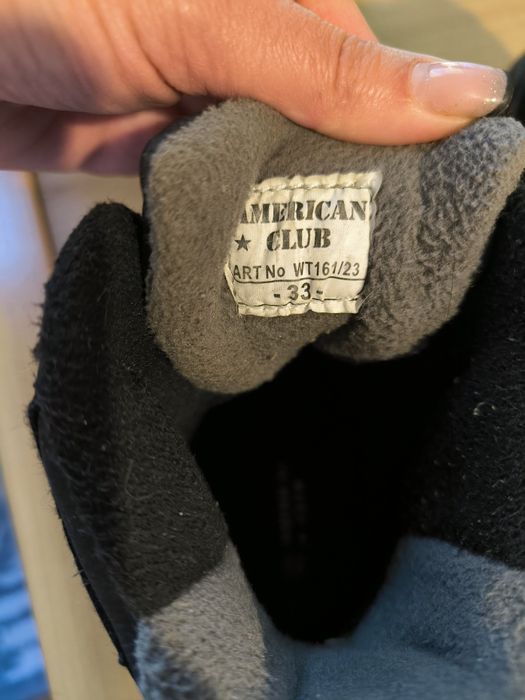 AMERICAN
★ CLUB
ART No WT161/23
- 33 -